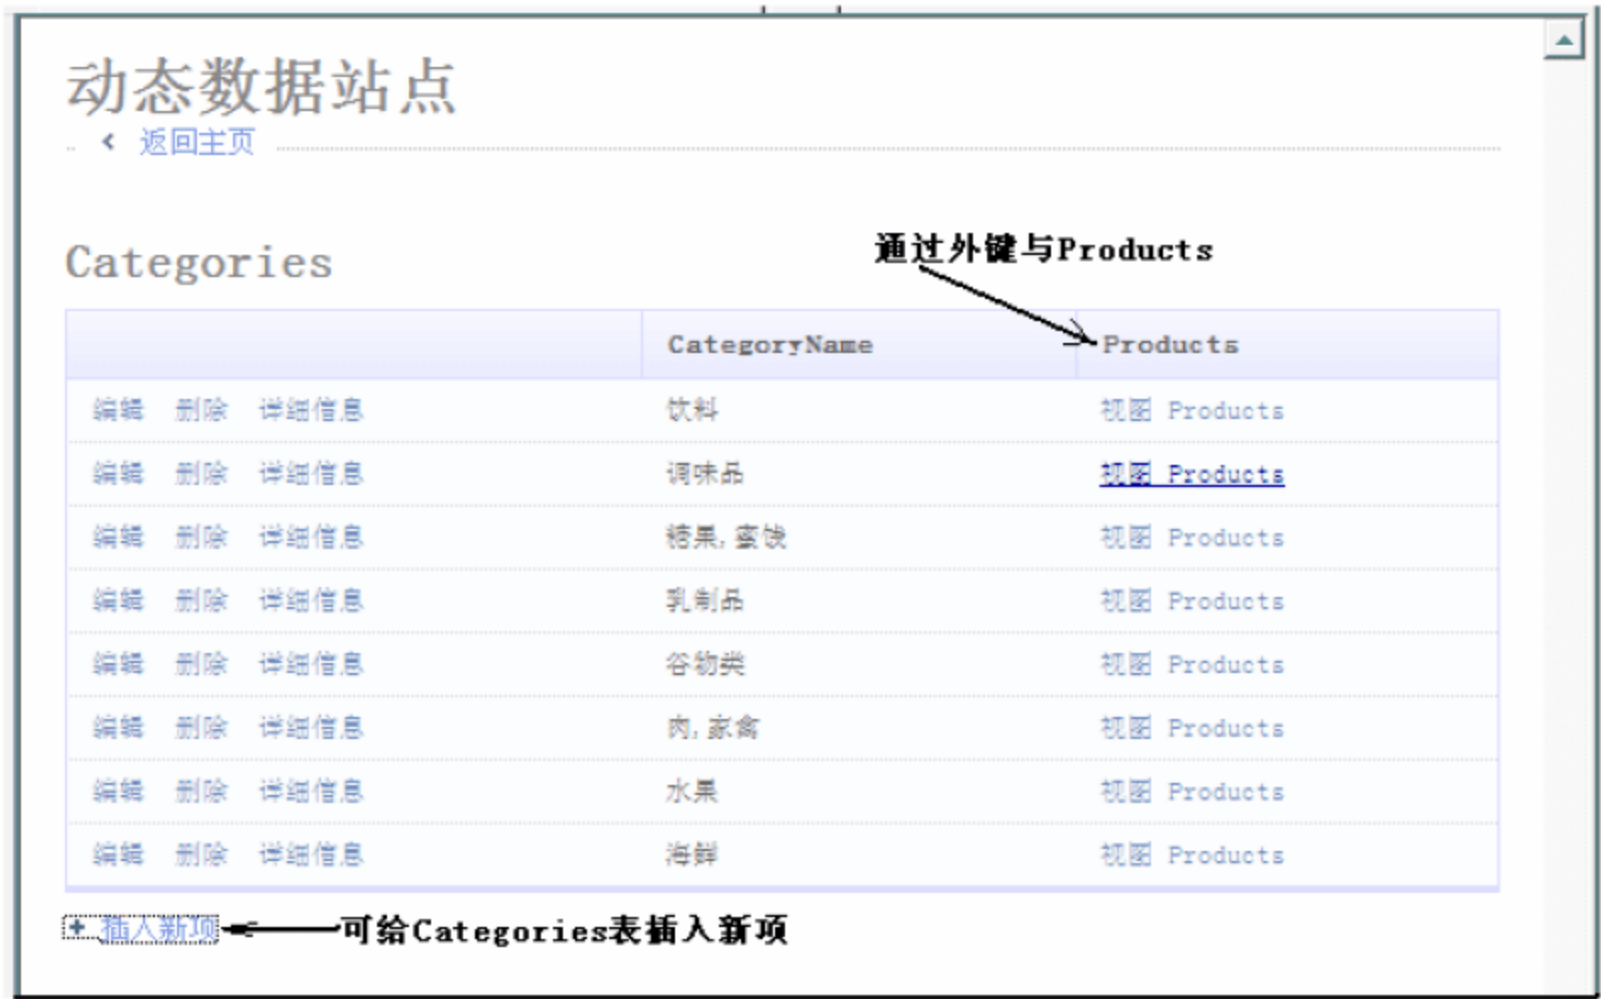 动态数据站点
返回主页
通过外键与Products
Categories
CategoryName Products
编辑 删除 详细信息 饮料 视图 Products
编辑 删除 详细信息 调味品 视图 Products
编辑 删除 详细信息 糖果,蜜饯 视图 Products
编辑 删除 详细信息 乳制品 视图 Products
编辑 删除 详细信息 谷物类 视图 Products
编辑 删除 详细信息 肉,家禽 视图 Products
编辑 删除 详细信息 水果 视图 Products
编辑 删除 详细信息 海鲜 视图 Products
+ 插入新项 可给Categories表插入新项